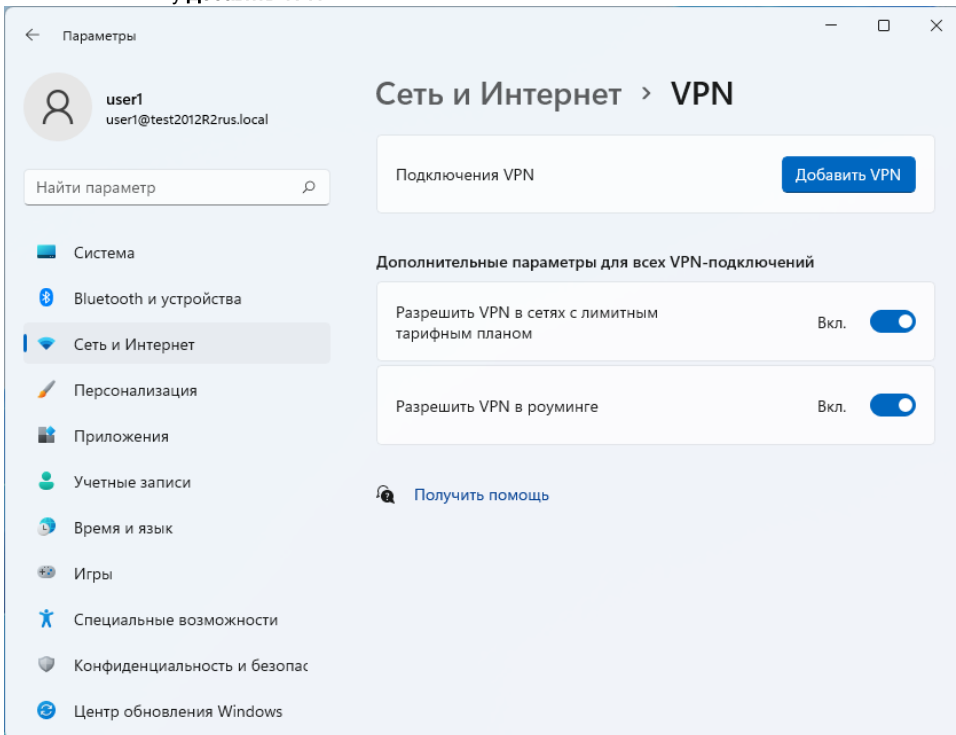 Параметры
user1
user1@test2012R2rus.local
Найти параметр
Система
Bluetooth и устройства
Сеть и Интернет
Персонализация
Приложения
Учетные записи
Время и язык
Игры
Специальные возможности
Конфиденциальность и безопас
Центр обновления Windows
Сеть и Интернет › VPN
Подключения VPN
Добавить VPN
Дополнительные параметры для всех VPN-подключений
Разрешить VPN в сетях с лимитным
тарифным планом
Вкл.
Разрешить VPN в роуминге
Вкл.
Получить помощь